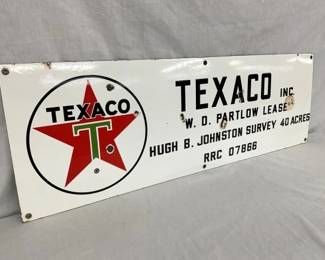 TEXACO
T
TEXACO INC.
W. D. PARTLOW LEASE
HUGH B. JOHNSTON SURVEY 40 ACRES
RRC 07866